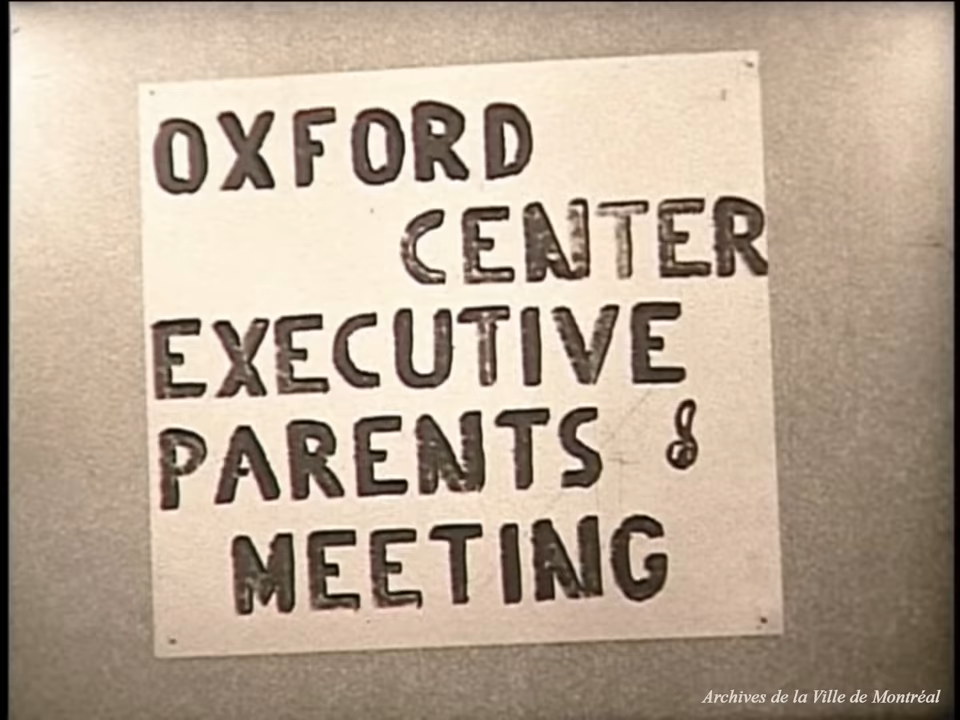 OXFORD
CENTER
EXECUTIVE
PARENTS &
MEETING
Archives de la Ville de Montréal